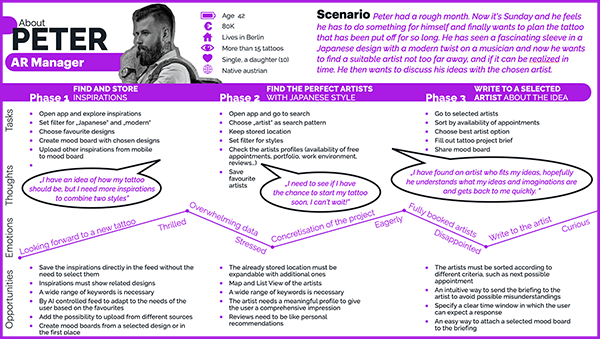 About
PETER
AR Manager
Age 42
80K
Lives in Berlin
More than 15 tattoos
Single, a daughter (10)
Native austrian
Scenario Peter had a rough month. Now it's Sunday and he feels
he has to do something for himself and finally wants to plan the tattoo
that has been put off for so long. He has seen a fascinating sleeve in a
Japanese design with a modern twist on a musician and now he wants
to find a suitable artist not too far away, and if it can be realized in
time. He then wants to discuss his ideas with the chosen artist.
Phase 1 FIND AND STORE
INSPIRATIONS
Phase 2 FIND THE PERFECT ARTISTS
WITH JAPANESE STYLE
Phase 3 WRITE TO A SELECTED
ARTIST ABOUT THE IDEA
Tasks
Open app and explore inspirations
Set filter for „Japanese" and „modern"
Choose favourite designs
Create mood board with chosen designs
Upload other inspirations from mobile
to mood board
Open app and go to search
Choose „artist" as search pattern
Keep stored location
Set filter for styles
Check the artists profiles (availability of free
appointments, portfolio, work environment,
reviews..)
Save
favourite
artists
Go to selected artists
Sort by availability of appointments
Choose best artist option
Fill out tattoo project brief
Share mood board
Thoughts
„I have an idea of how my tattoo
should be, but I need more inspirations
to combine two styles"
„I need to see if I have
the chance to start my tattoo
soon, I can't wait!"
„I have found an artist who fits my ideas, hopefully
he understands what my ideas and imaginations are
and gets back to me quickly. "
Emotions
Looking forward to a new tattoo
Thrilled
Overwhelming data
Stressed
Concretisation of the project
Eagerly
Fully booked artists
Disappointed
Write to the artist
Curious
Opportunities
Save the inspirations directly in the feed without the
need to select them
Inspirations must show related designs
A wide range of keywords is necessary
By AI controlled feed to adapt to the needs of the
user based on the favourites
Add the possibility to upload from different sources
Create mood boards from a selected design or in
the first place
The already stored location must be
expandable with additional ones
Map and List View of the artists
A wide range of keywords is necessary
The artist needs a meaningful profile to give
the user a comprehensive impression
Reviews need to be like personal
recommendations
The artists must be sorted according to
different criteria, such as next possible
appointment
An intuitive way to send the briefing to the
artist to avoid possible misunderstandings
Specify a clear time window in which the user
can expect a response
An easy way to attach a selected mood board
to the briefing